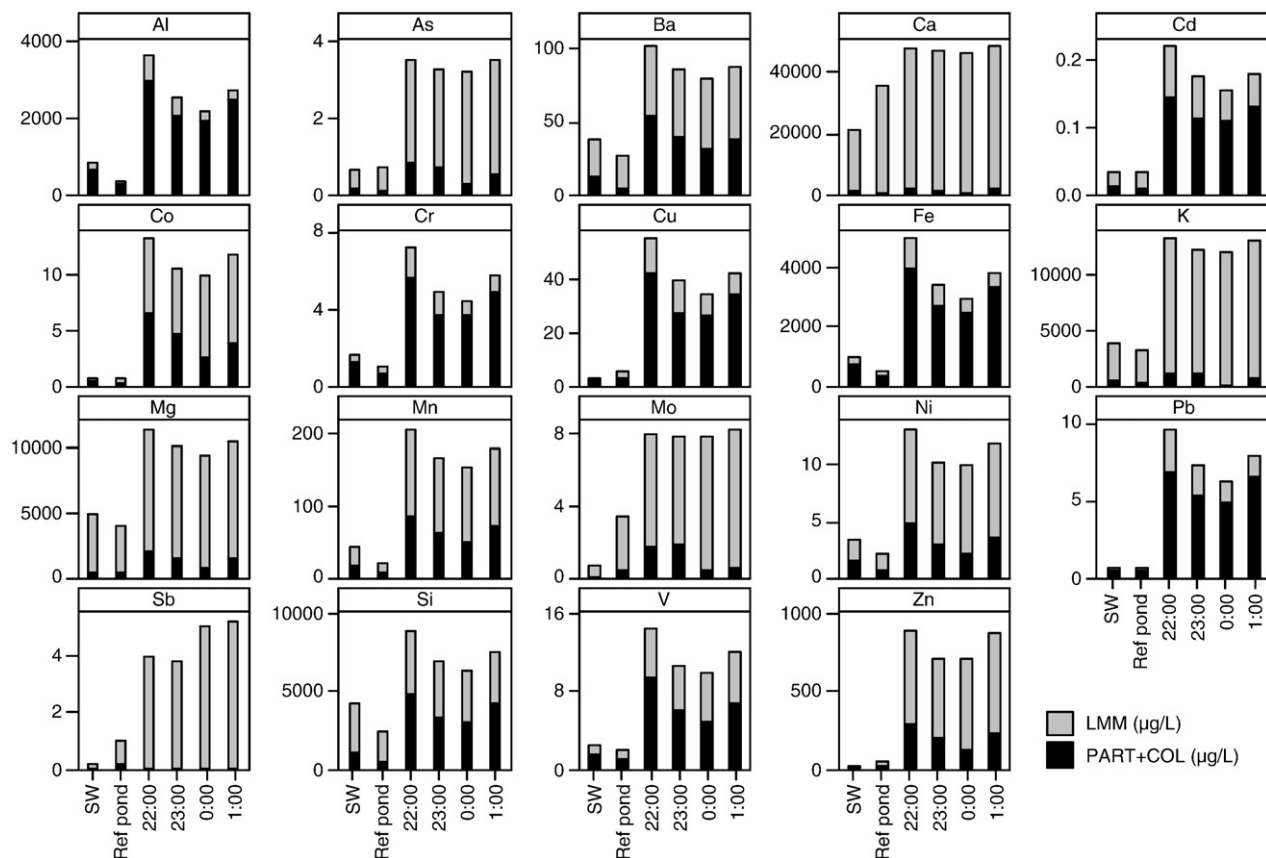 Al
As
Ba
Ca
Cd
4000
2000
0
4
2
0
100
50
0
40000
20000
0
0.2
0.1
0.0
Co
Cr
Cu
Fe
K
10
5
0
8
4
0
40
20
0
4000
2000
0
10000
5000
0
Mg
Mn
Mo
Ni
Pb
10000
5000
0
200
100
0
8
4
0
10
5
0
10
5
0
Sb
Si
V
Zn
4
2
0
10000
5000
0
16
8
0
1000
500
0
SW
Ref pond
22:00
23:00
0:00
1:00
SW
Ref pond
22:00
23:00
0:00
1:00
SW
Ref pond
22:00
23:00
0:00
1:00
SW
Ref pond
22:00
23:00
0:00
1:00
SW
Ref pond
22:00
23:00
0:00
1:00
LMM (µg/L)
PART+COL (µg/L)